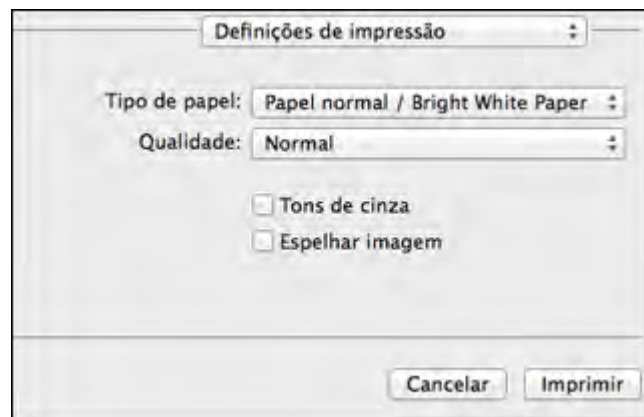 Definições de impressão
Tipo de papel: Papel normal / Bright White Paper
Qualidade: Normal
Tons de cinza
Espelhar imagem
Cancelar Imprimir